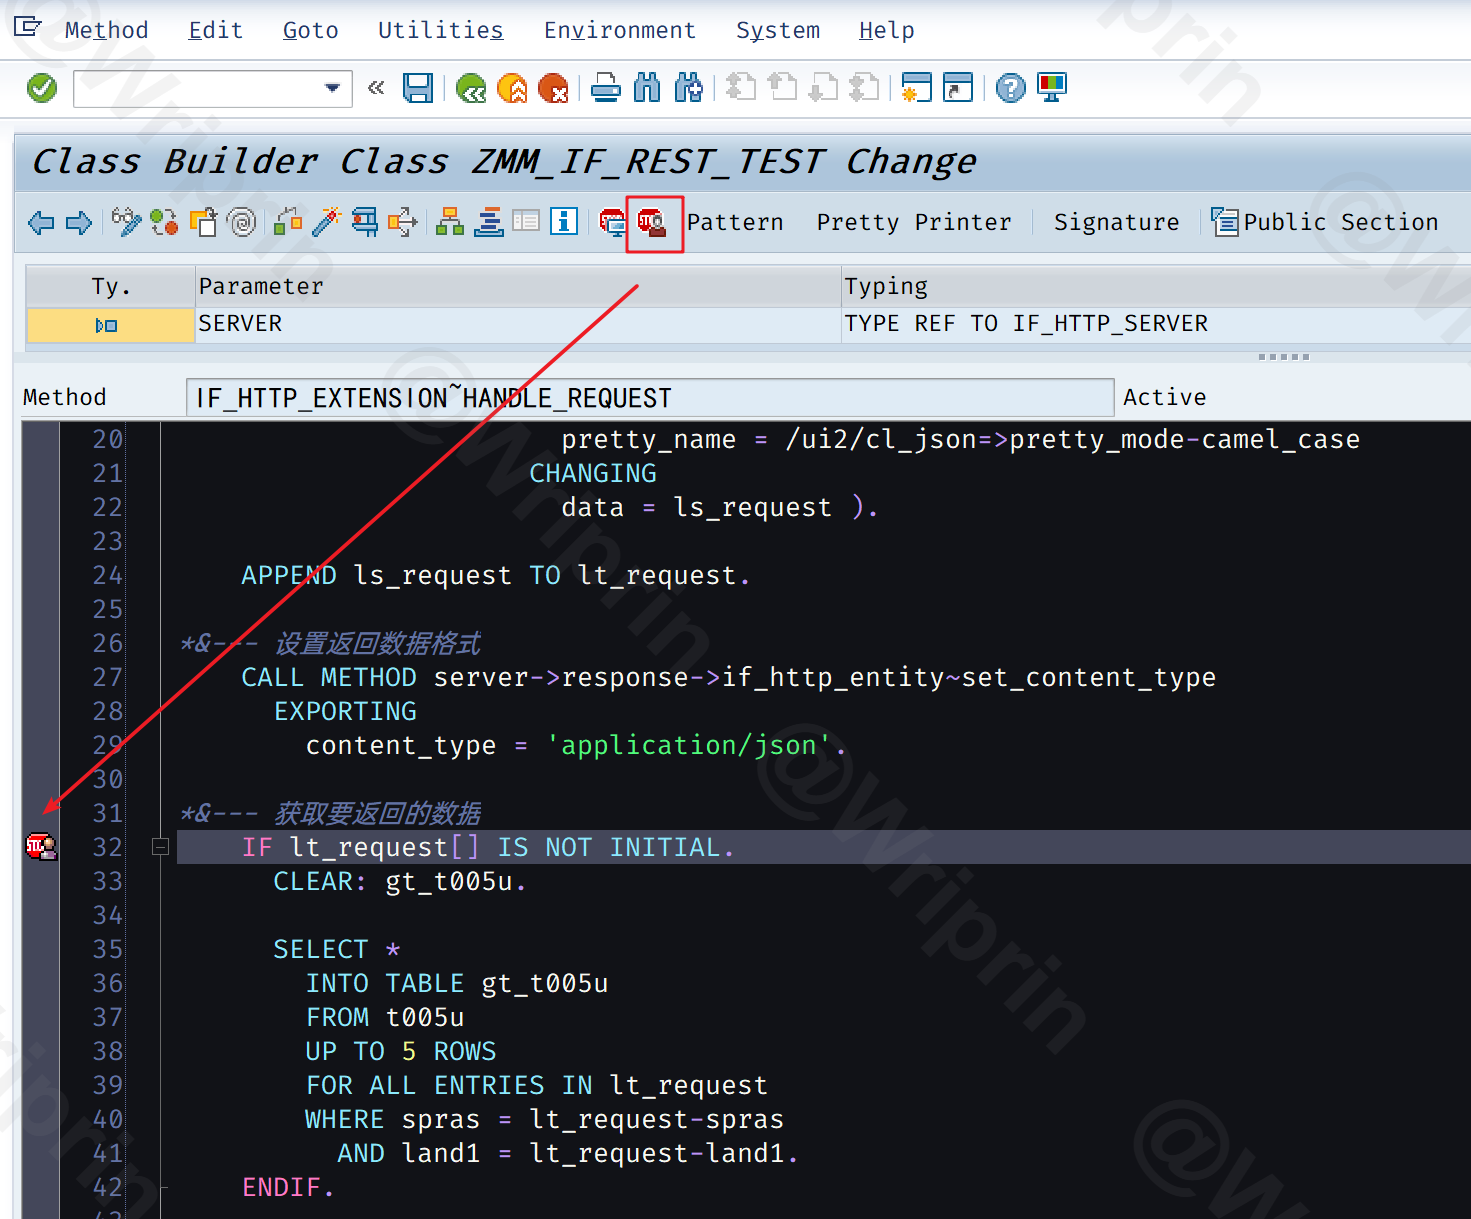 Method Edit Goto Utilities Environment System Help
«
Class Builder Class ZMM_IF_REST_TEST Change
Pattern Pretty Printer Signature Public Section
Ty. Parameter Typing
SERVER TYPE REF TO IF_HTTP_SERVER
Method IF_HTTP_EXTENSION~HANDLE_REQUEST Active
20 pretty_name = /ui2/cl_json=>pretty_mode-camel_case
21 CHANGING
22 data = ls_request ).
23
24 APPEND ls_request TO lt_request.
25
26 *&--- 设置返回数据格式
27 CALL METHOD server->response->if_http_entity~set_content_type
28 EXPORTING
29 content_type = 'application/json'.
30
31 *&--- 获取要返回的数据
32 IF lt_request[] IS NOT INITIAL.
33 CLEAR: gt_t005u.
34
35 SELECT *
36 INTO TABLE gt_t005u
37 FROM t005u
38 UP TO 5 ROWS
39 FOR ALL ENTRIES IN lt_request
40 WHERE spras = lt_request-spras
41 AND land1 = lt_request-land1.
42 ENDIF.
43
@Wriprin
@Wriprin
@Wriprin